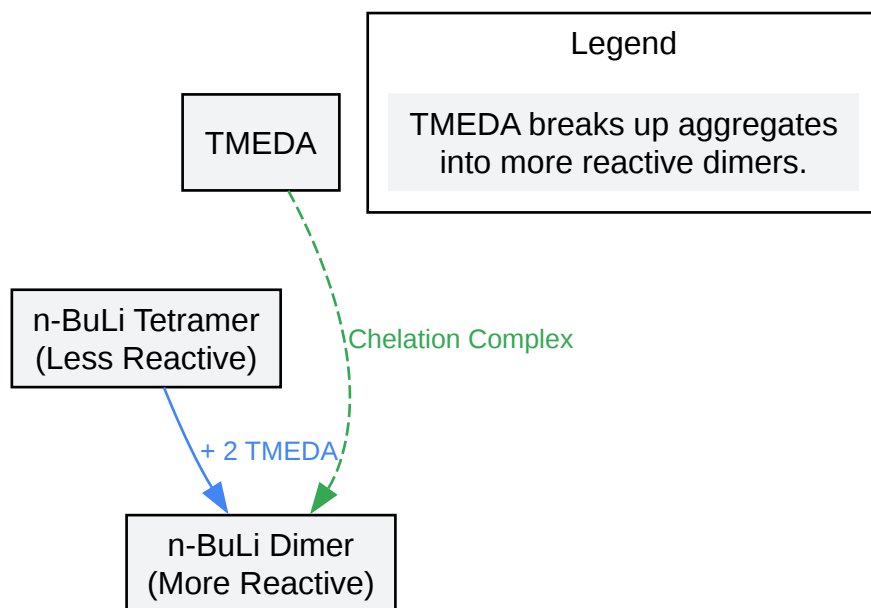 Legend
TMEDA breaks up aggregates
into more reactive dimers.
TMEDA
n-BuLi Tetramer
(Less Reactive)
Chelation Complex
+ 2 TMEDA
n-BuLi Dimer
(More Reactive)